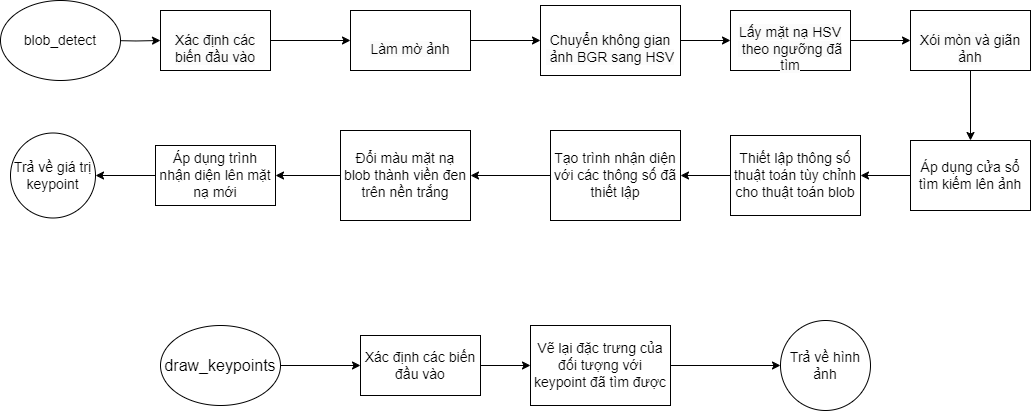 blob_detect
Xác định các
biến đầu vào
Làm mờ ảnh
Chuyển không gian
ảnh BGR sang HSV
Lấy mặt nạ HSV
theo ngưỡng đã
tìm
Xói mòn và giãn
ảnh
Trả về giá trị
keypoint
Áp dụng trình
nhận diện lên mặt
nạ mới
Đổi màu mặt nạ
blob thành viền đen
trên nền trắng
Tạo trình nhận diện
với các thông số đã
thiết lập
Thiết lập thông số
thuật toán tùy chỉnh
cho thuật toán blob
Áp dụng cửa sổ
tìm kiếm lên ảnh
draw_keypoints
Xác định các biến
đầu vào
Vẽ lại đặc trưng của
đối tượng với
keypoint đã tìm được
Trả về hình
ảnh